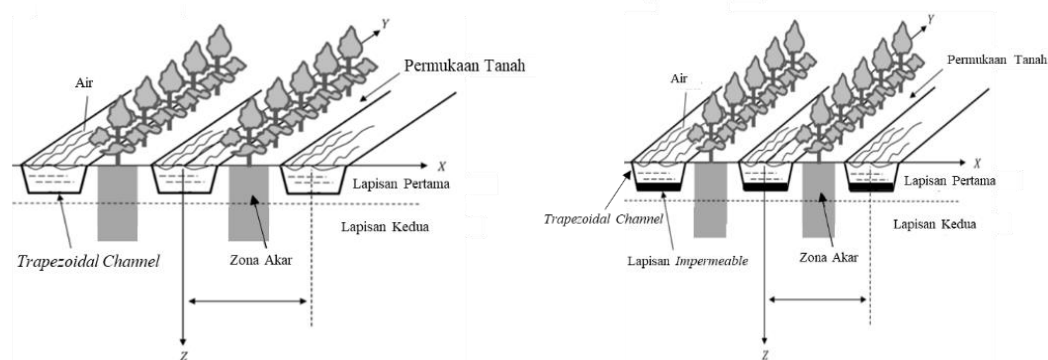 Y
Air
Permukaan Tanah
X
Lapisan Pertama
Lapisan Kedua
Trapezoidal Channel
Zona Akar
Z
Y
Permukaan Tanah
Air
X
Lapisan Pertama
Trapezoidal Channel
Lapisan Kedua
Lapisan Impermeable
Zona Akar
Z